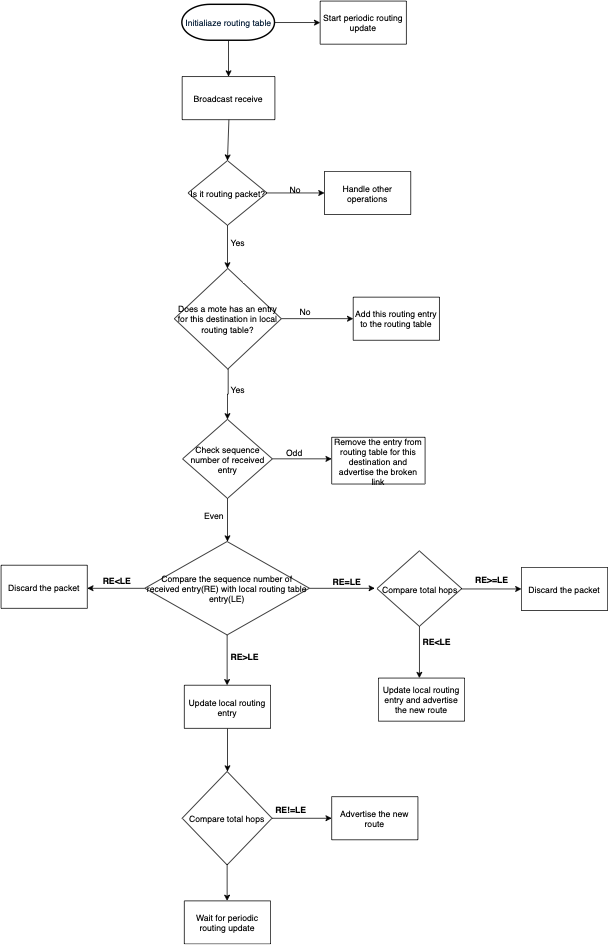 Initialiaze routing table
Start periodic routing
update
Broadcast receive
Is it routing packet?
No
Handle other
operations
Yes
Does a mote has an entry
for this destination in local
routing table?
No
Add this routing entry
to the routing table
Yes
Check sequence
number of received
entry
Odd
Remove the entry from
routing table for this
destination and
advertise the broken
link
Even
Discard the packet
RE<LE
Compare the sequence number of
received entry(RE) with local routing table
entry(LE)
RE=LE
Compare total hops
RE>=LE
Discard the packet
RE>LE
RE<LE
Update local routing
entry
Update local routing
entry and advertise
the new route
Compare total hops
RE!=LE
Advertise the new
route
Wait for periodic
routing update